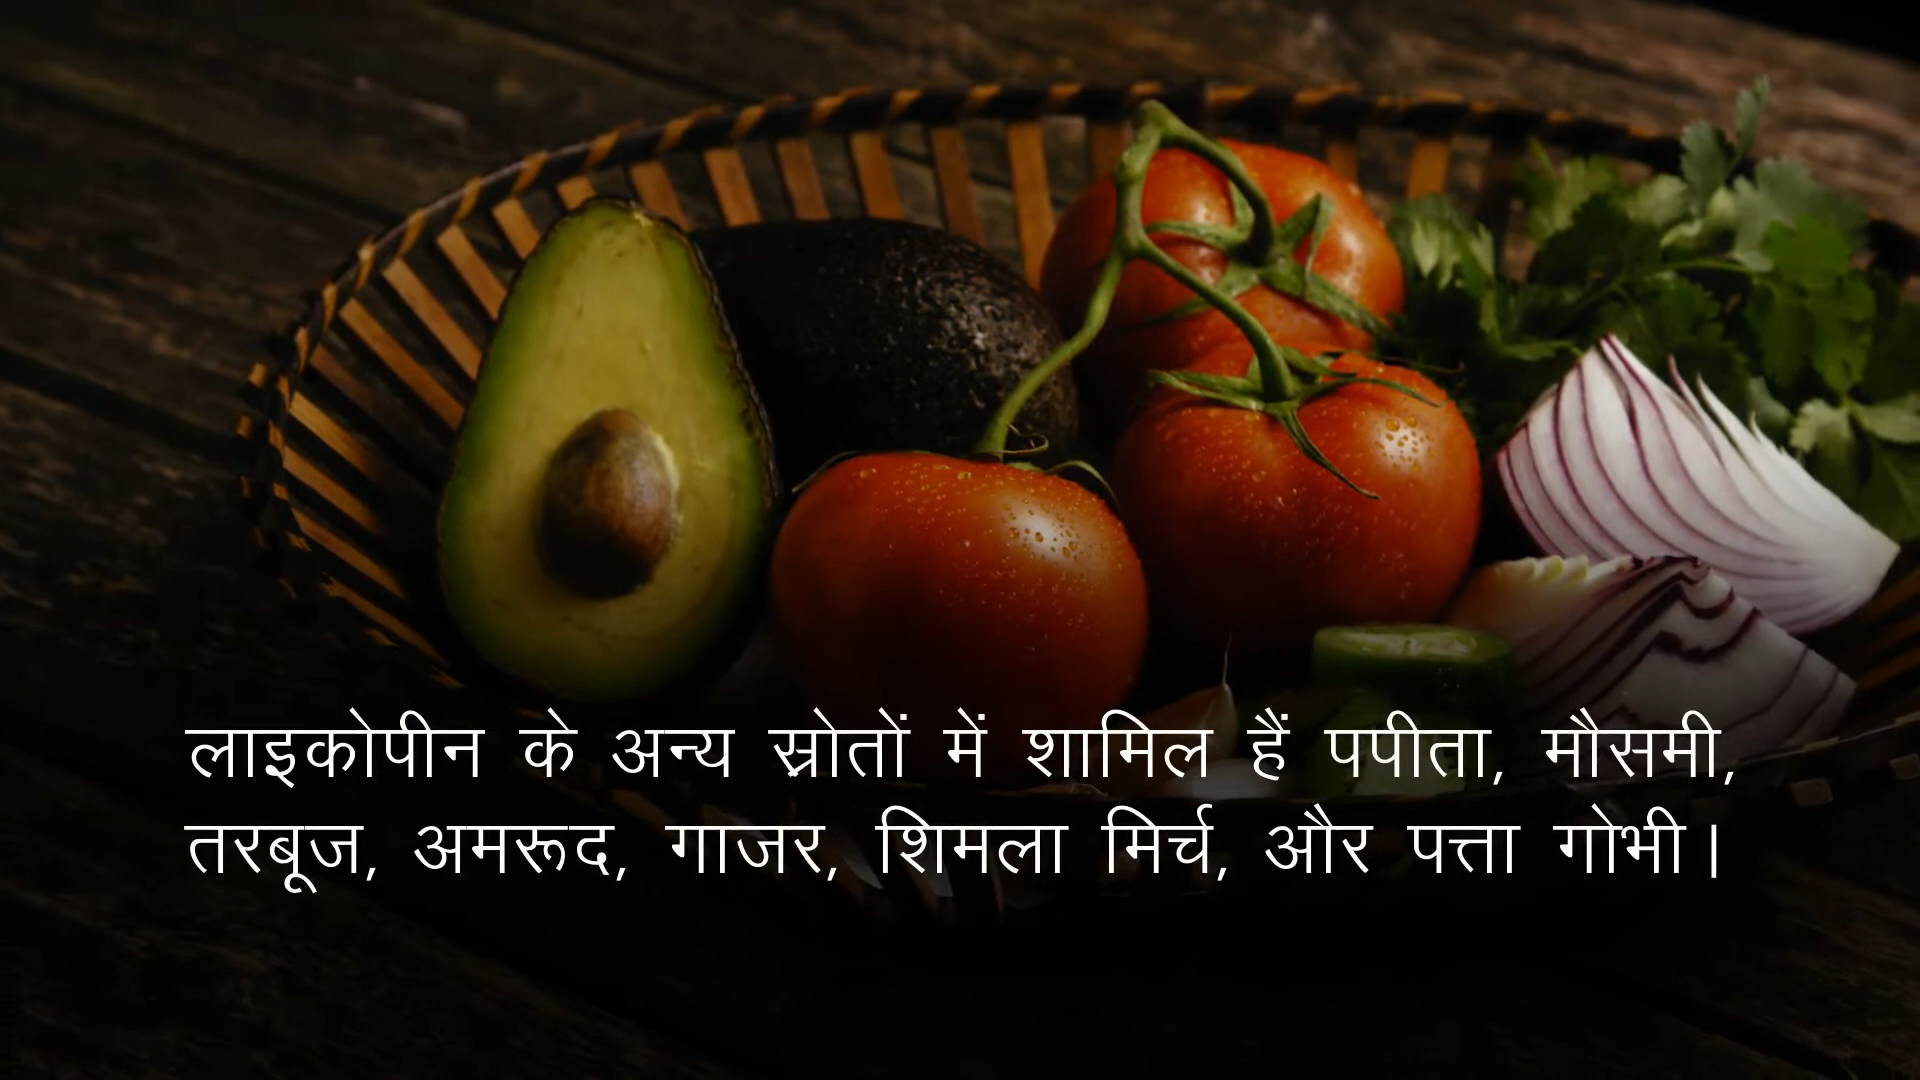 लाइकोपीन के अन्य स्रोतों में शामिल हैं पपीता, मौसमी,
तरबूज, अमरूद, गाजर, शिमला मिर्च, और पत्ता गोभी।